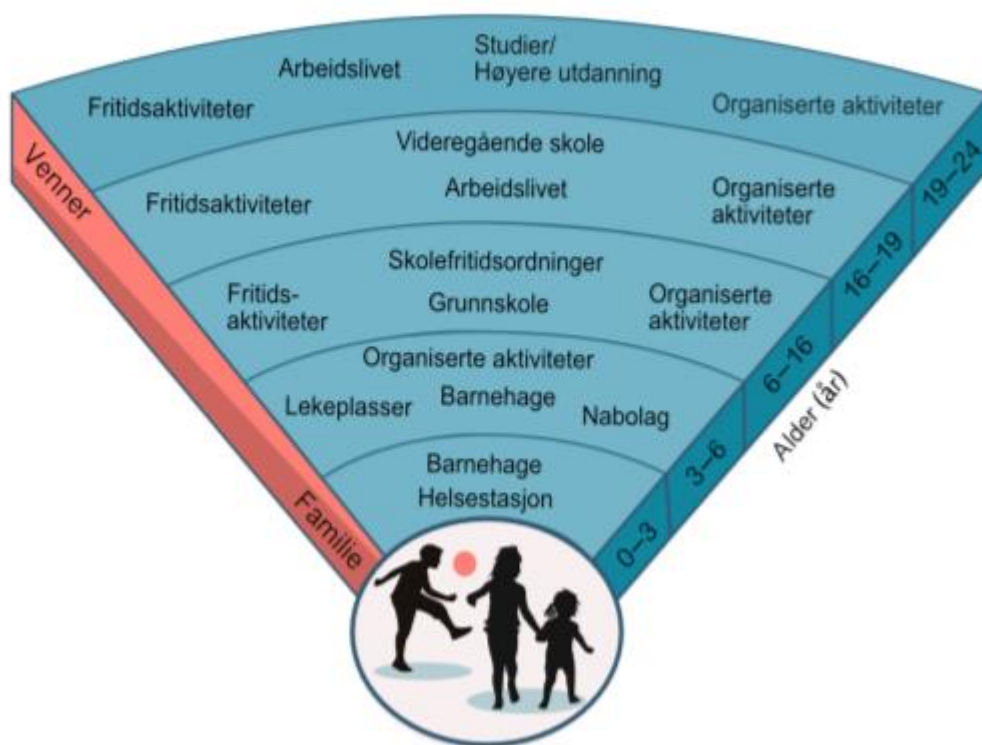 Studier/
Høyere utdanning
Arbeidslivet
Fritidsaktiviteter
Organiserte aktiviteter
19–24
Videregående skole
Arbeidslivet
Fritidsaktiviteter
Organiserte
aktiviteter
16–19
Skolefritidsordninger
Fritids-
aktiviteter
Grunnskole
Organiserte
aktiviteter
6–16
Organiserte aktiviteter
Lekeplasser
Barnehage
Nabolag
3–6
Barnehage
Helsestasjon
0–3
Venner
Familie
Alder (år)